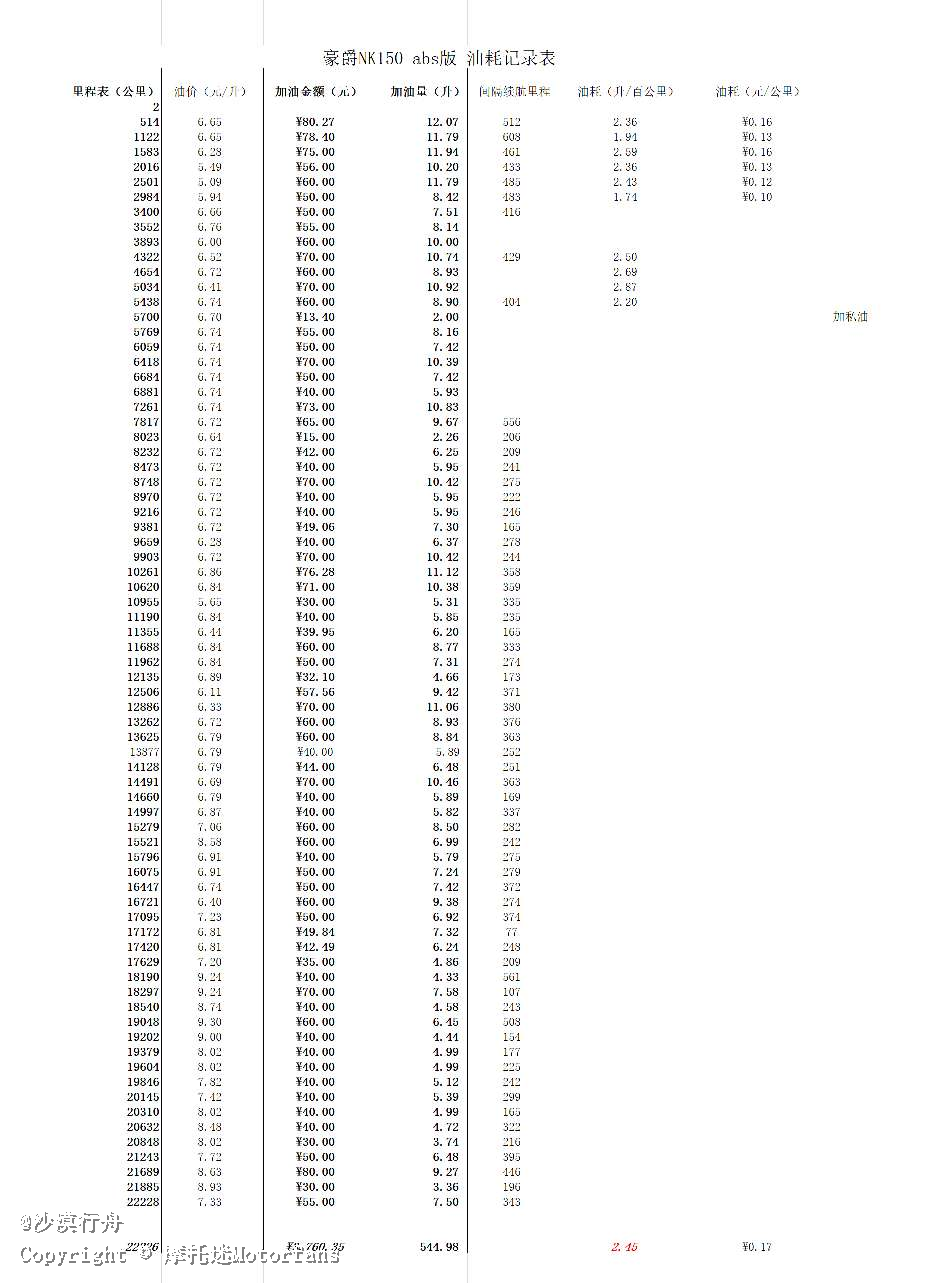 豪爵NK150 abs版 油耗记录表
里程表（公里） 油价（元/升） 加油金额（元） 加油量（升） 间隔续航里程 油耗（升/百公里） 油耗（元/公里）
2
514 6.65 ¥80.27 12.07 512 2.36 ¥0.16
1122 6.65 ¥78.40 11.79 608 1.94 ¥0.13
1583 6.28 ¥75.00 11.94 461 2.59 ¥0.16
2016 5.49 ¥56.00 10.20 433 2.36 ¥0.13
2501 5.09 ¥60.00 11.79 485 2.43 ¥0.12
2984 5.94 ¥50.00 8.42 483 1.74 ¥0.10
3400 6.66 ¥50.00 7.51 416
3552 6.76 ¥55.00 8.14
3893 6.00 ¥60.00 10.00
4322 6.52 ¥70.00 10.74 429 2.50
4654 6.72 ¥60.00 8.93 2.69
5034 6.41 ¥70.00 10.92 2.87
5438 6.74 ¥60.00 8.90 404 2.20
5700 6.70 ¥13.40 2.00 加私油
5769 6.74 ¥55.00 8.16
6059 6.74 ¥50.00 7.42
6418 6.74 ¥70.00 10.39
6684 6.74 ¥50.00 7.42
6881 6.74 ¥40.00 5.93
7261 6.74 ¥73.00 10.83
7817 6.72 ¥65.00 9.67 556
8023 6.64 ¥15.00 2.26 206
8232 6.72 ¥42.00 6.25 209
8473 6.72 ¥40.00 5.95 241
8748 6.72 ¥70.00 10.42 275
8970 6.72 ¥40.00 5.95 222
9216 6.72 ¥40.00 5.95 246
9381 6.72 ¥49.06 7.30 165
9659 6.28 ¥40.00 6.37 278
9903 6.72 ¥70.00 10.42 244
10261 6.86 ¥76.28 11.12 358
10620 6.84 ¥71.00 10.38 359
10955 5.65 ¥30.00 5.31 335
11190 6.84 ¥40.00 5.85 235
11355 6.44 ¥39.95 6.20 165
11688 6.84 ¥60.00 8.77 333
11962 6.84 ¥50.00 7.31 274
12135 6.89 ¥32.10 4.66 173
12506 6.11 ¥57.56 9.42 371
12886 6.33 ¥70.00 11.06 380
13262 6.72 ¥60.00 8.93 376
13625 6.79 ¥60.00 8.84 363
13877 6.79 ¥40.00 5.89 252
14128 6.79 ¥44.00 6.48 251
14491 6.69 ¥70.00 10.46 363
14660 6.79 ¥40.00 5.89 169
14997 6.87 ¥40.00 5.82 337
15279 7.06 ¥60.00 8.50 282
15521 8.58 ¥60.00 6.99 242
15796 6.91 ¥40.00 5.79 275
16075 6.91 ¥50.00 7.24 279
16447 6.74 ¥50.00 7.42 372
16721 6.40 ¥60.00 9.38 274
17095 7.23 ¥50.00 6.92 374
17172 6.81 ¥49.84 7.32 77
17420 6.81 ¥42.49 6.24 248
17629 7.20 ¥35.00 4.86 209
18190 9.24 ¥40.00 4.33 561
18297 9.24 ¥70.00 7.58 107
18540 8.74 ¥40.00 4.58 243
19048 9.30 ¥60.00 6.45 508
19202 9.00 ¥40.00 4.44 154
19379 8.02 ¥40.00 4.99 177
19604 8.02 ¥40.00 4.99 225
19846 7.82 ¥40.00 5.12 242
20145 7.42 ¥40.00 5.39 299
20310 8.02 ¥40.00 4.99 165
20632 8.48 ¥40.00 4.72 322
20848 8.02 ¥30.00 3.74 216
21243 7.72 ¥50.00 6.48 395
21689 8.63 ¥80.00 9.27 446
21885 8.93 ¥30.00 3.36 196
22228 7.33 ¥55.00 7.50 343
@沙漠行舟
544.98 2.45 ¥0.17
Copyright © 摩托迷Motorfans